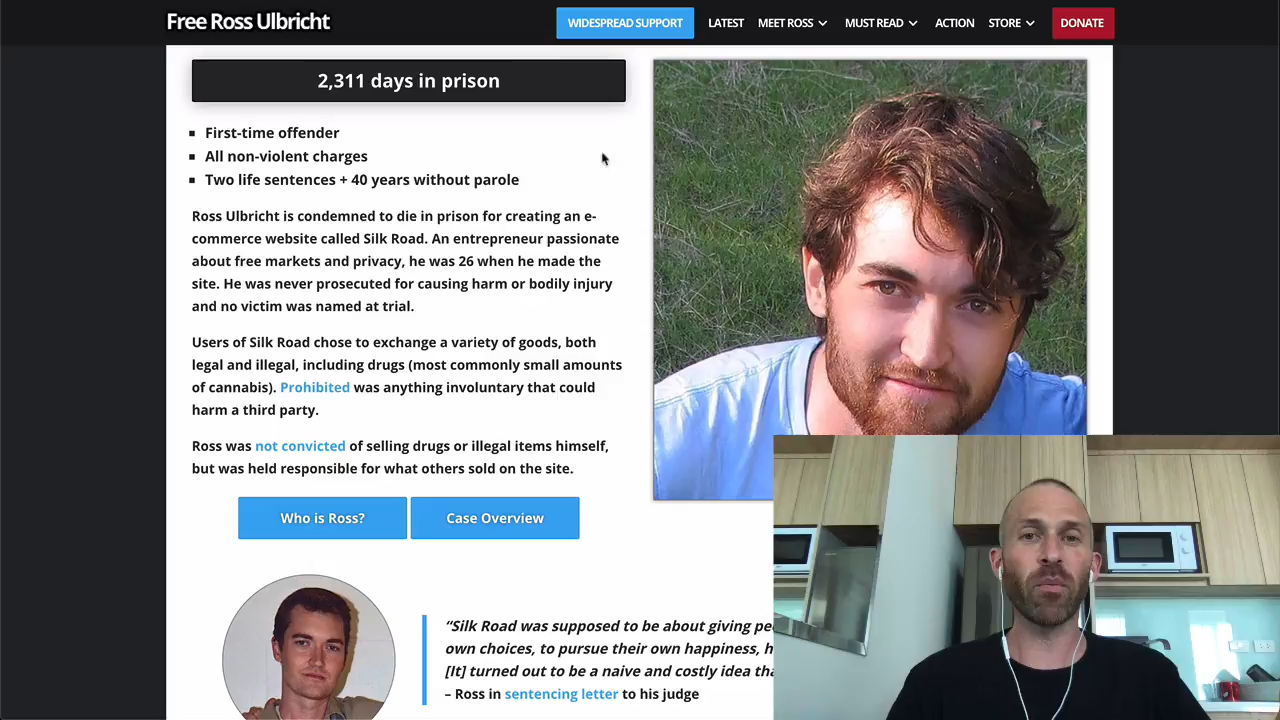 Free Ross Ulbricht
WIDESPREAD SUPPORT LATEST MEET ROSS MUST READ ACTION STORE DONATE
2,311 days in prison
First-time offender
All non-violent charges
Two life sentences + 40 years without parole
Ross Ulbricht is condemned to die in prison for creating an e-
commerce website called Silk Road. An entrepreneur passionate
about free markets and privacy, he was 26 when he made the
site. He was never prosecuted for causing harm or bodily injury
and no victim was named at trial.
Users of Silk Road chose to exchange a variety of goods, both
legal and illegal, including drugs (most commonly small amounts
of cannabis). Prohibited was anything involuntary that could
harm a third party.
Ross was not convicted of selling drugs or illegal items himself,
but was held responsible for what others sold on the site.
Who is Ross? Case Overview
“Silk Road was supposed to be about giving
own choices, to pursue their own happiness,
[It] turned out to be a naive and costly idea
– Ross in sentencing letter to his judge